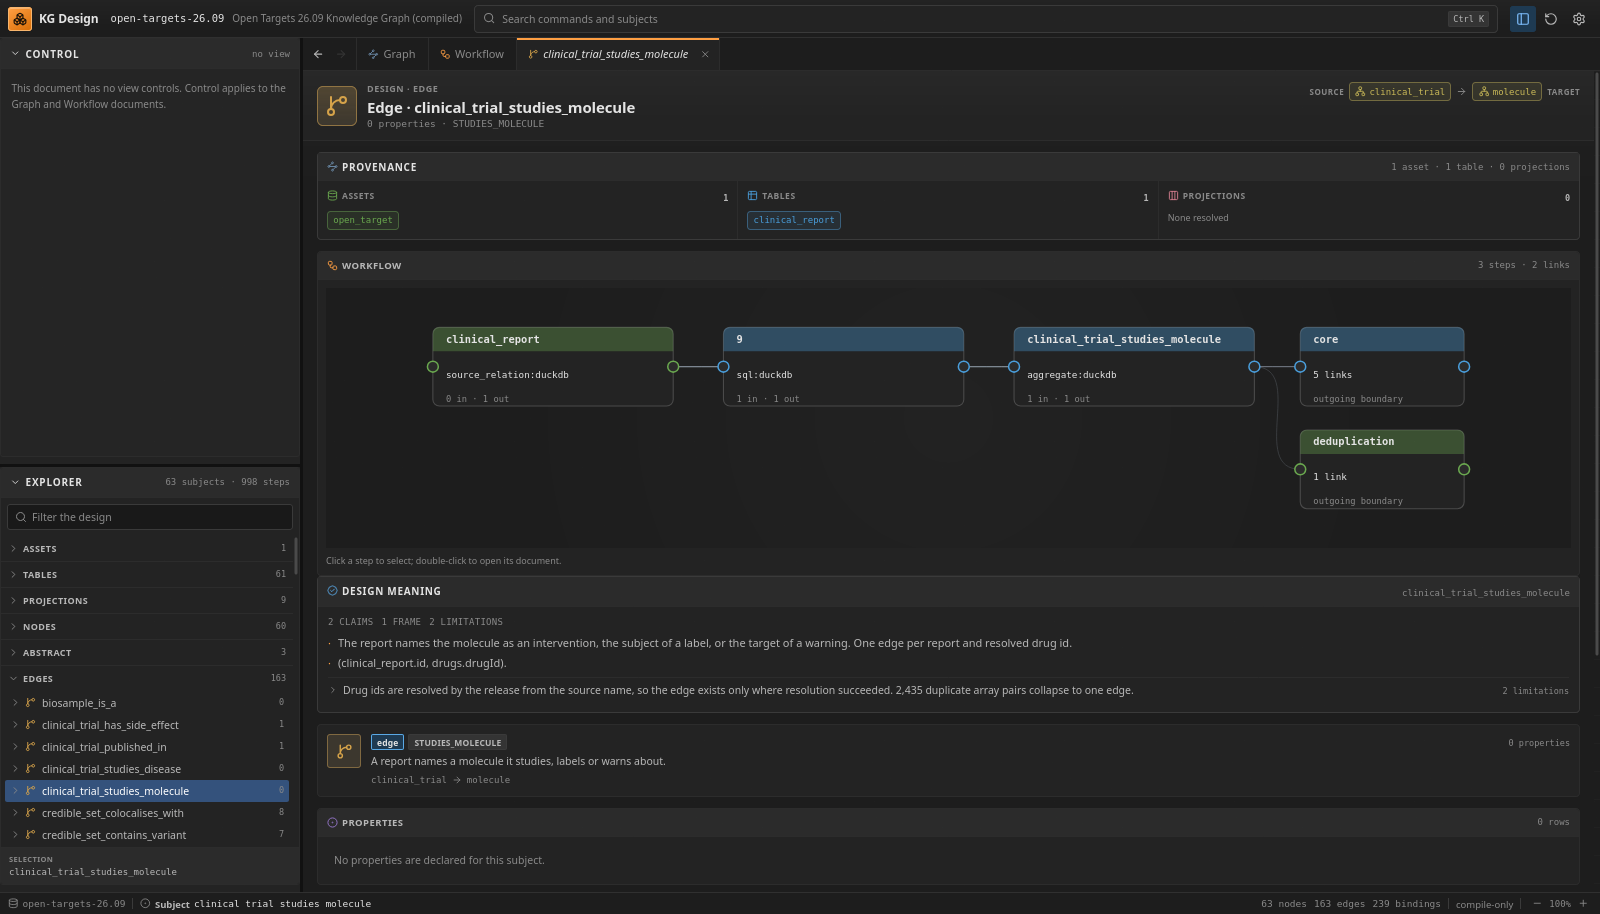 KG Design open-targets-26.09 Open Targets 26.09 Knowledge Graph (compiled) Search commands and subjects Ctrl K
CONTROL no view
This document has no view controls. Control applies to the
Graph and Workflow documents.
EXPLORER 63 subjects · 998 steps
Filter the design
ASSETS 1
TABLES 61
PROJECTIONS 9
NODES 60
ABSTRACT 3
EDGES 163
biosample_is_a 0
clinical_trial_has_side_effect 1
clinical_trial_published_in 1
clinical_trial_studies_disease 0
clinical_trial_studies_molecule 0
credible_set_colocalises_with 8
credible_set_contains_variant 7
SELECTION
clinical_trial_studies_molecule
Graph Workflow clinical_trial_studies_molecule
DESIGN · EDGE
Edge · clinical_trial_studies_molecule
0 properties · STUDIES_MOLECULE
SOURCE clinical_trial → molecule TARGET
PROVENANCE 1 asset · 1 table · 0 projections
ASSETS 1
open_target
TABLES 1
clinical_report
PROJECTIONS 0
None resolved
WORKFLOW 3 steps · 2 links
clinical_report
source_relation:duckdb
0 in · 1 out
9
sql:duckdb
1 in · 1 out
clinical_trial_studies_molecule
aggregate:duckdb
1 in · 1 out
core
5 links
outgoing boundary
deduplication
1 link
outgoing boundary
Click a step to select; double-click to open its document.
DESIGN MEANING clinical_trial_studies_molecule
2 CLAIMS 1 FRAME 2 LIMITATIONS
· The report names the molecule as an intervention, the subject of a label, or the target of a warning. One edge per report and resolved drug id.
· (clinical_report.id, drugs.drugId).
Drug ids are resolved by the release from the source name, so the edge exists only where resolution succeeded. 2,435 duplicate array pairs collapse to one edge. 2 limitations
edge STUDIES_MOLECULE 0 properties
A report names a molecule it studies, labels or warns about.
clinical_trial → molecule
PROPERTIES 0 rows
No properties are declared for this subject.
open-targets-26.09 Subject clinical trial studies molecule 63 nodes 163 edges 239 bindings compile-only − 100% +